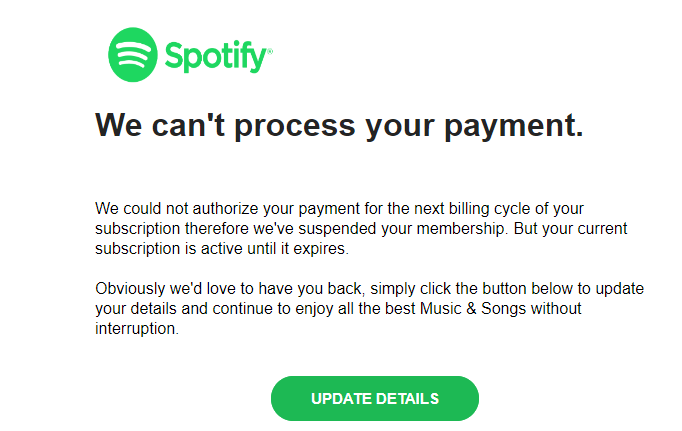 Spotify®
We can't process your payment.
We could not authorize your payment for the next billing cycle of your
subscription therefore we've suspended your membership. But your current
subscription is active until it expires.
Obviously we'd love to have you back, simply click the button below to update
your details and continue to enjoy all the best Music & Songs without
interruption.
UPDATE DETAILS